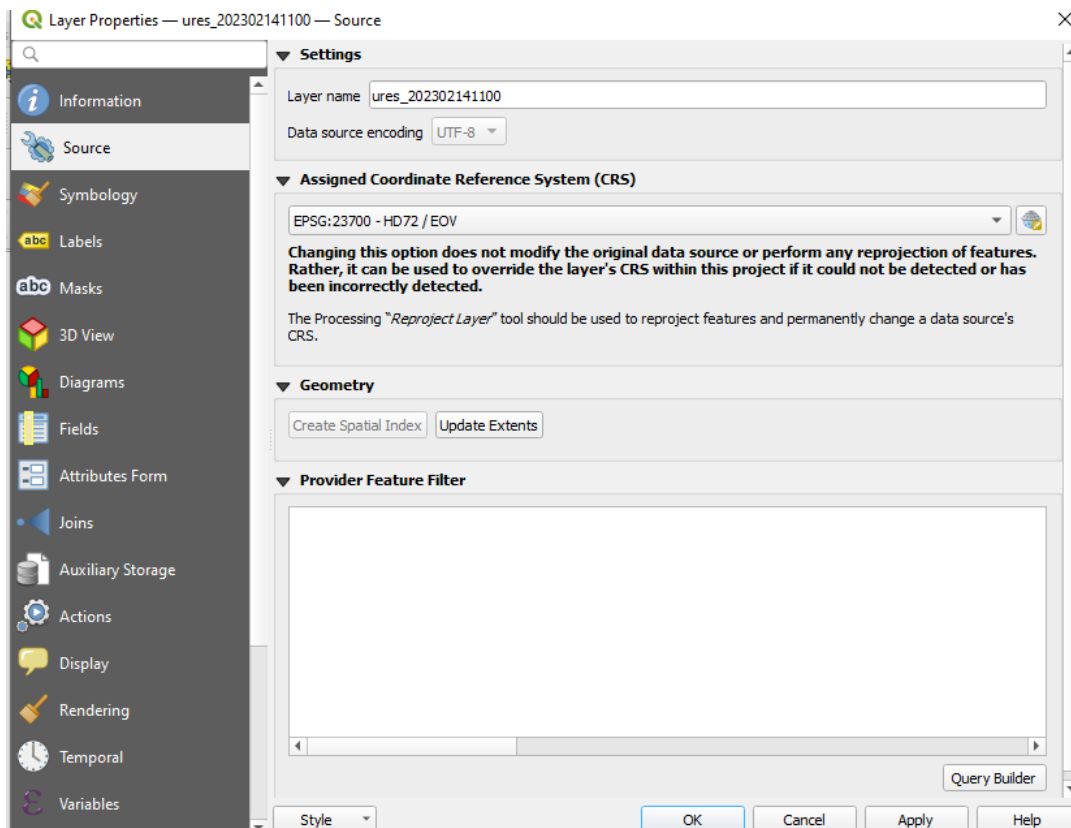 Layer Properties — ures_202302141100 — Source
Information
Source
Symbology
abc Labels
abc Masks
3D View
Diagrams
Fields
Attributes Form
Joins
Auxiliary Storage
Actions
Display
Rendering
Temporal
Variables
Settings
Layer name ures_202302141100
Data source encoding UTF-8
Assigned Coordinate Reference System (CRS)
EPSG:23700 - HD72 / EOV
Changing this option does not modify the original data source or perform any reprojection of features.
Rather, it can be used to override the layer's CRS within this project if it could not be detected or has
been incorrectly detected.
The Processing “Reproject Layer” tool should be used to reproject features and permanently change a data source's
CRS.
Geometry
Create Spatial Index Update Extents
Provider Feature Filter
Query Builder
Style OK Cancel Apply Help